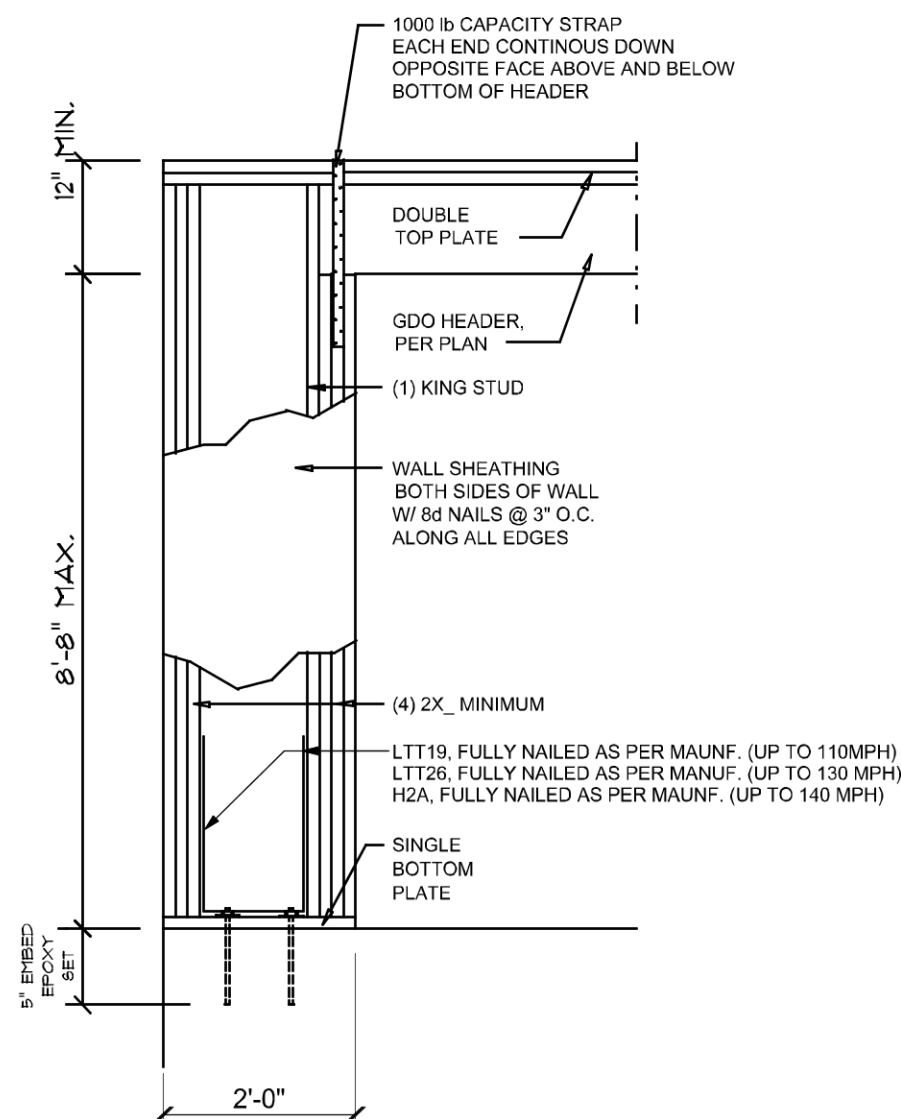 1000 lb CAPACITY STRAP
EACH END CONTINOUS DOWN
OPPOSITE FACE ABOVE AND BELOW
BOTTOM OF HEADER
12" MIN.
DOUBLE
TOP PLATE
GDO HEADER,
PER PLAN
(1) KING STUD
WALL SHEATHING
BOTH SIDES OF WALL
W/ 8d NAILS @ 3" O.C.
ALONG ALL EDGES
8'-8" MAX.
(4) 2X_ MINIMUM
LTT19, FULLY NAILED AS PER MAUNF. (UP TO 110MPH)
LTT26, FULLY NAILED AS PER MANUF. (UP TO 130 MPH)
H2A, FULLY NAILED AS PER MAUNF. (UP TO 140 MPH)
SINGLE
BOTTOM
PLATE
5" EMBED
EPOXY
SET
2'-0"